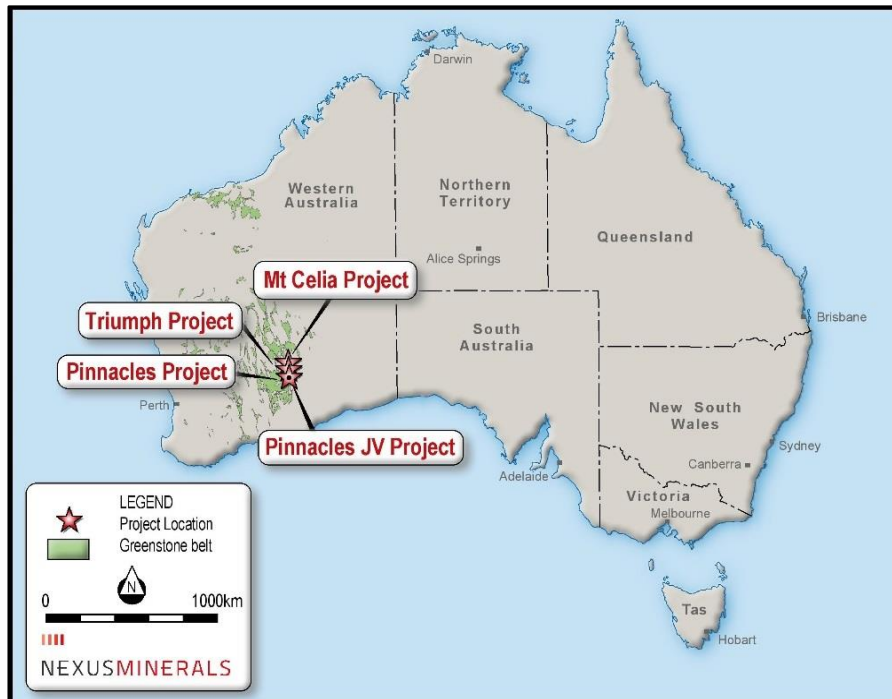 Darwin
Western
Australia
Northern
Territory
Queensland
Alice Springs
Mt Celia Project
Triumph Project
South
Australia
Brisbane
Pinnacles Project
Perth
New South
Wales
Pinnacles JV Project
Sydney
Adelaide
Canberra
Victoria
Melbourne
Tas
Hobart
LEGEND
Project Location
Greenstone belt
N
0 1000km
NEXUSMINERALS